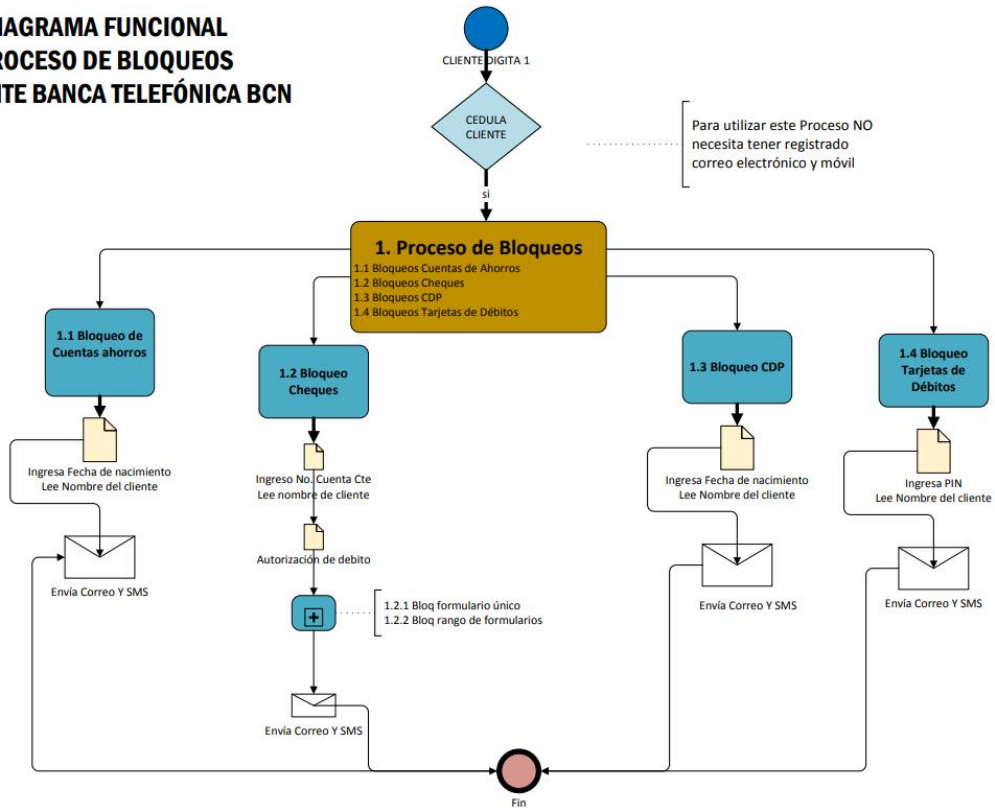 IAGRAMA FUNCIONAL
ROCESO DE BLOQUEOS
NTE BANCA TELEFÓNICA BCN
CLIENTE DIGITA 1
CEDULA
CLIENTE
Para utilizar este Proceso NO
necesita tener registrado
correo electrónico y móvil
si
1. Proceso de Bloqueos
1.1 Bloqueos Cuentas de Ahorros
1.2 Bloqueos Cheques
1.3 Bloqueos CDP
1.4 Bloqueos Tarjetas de Débitos
1.1 Bloqueo de
Cuentas ahorros
Ingresa Fecha de nacimiento
Lee Nombre del cliente
Envía Correo Y SMS
1.2 Bloqueo
Cheques
Ingreso No. Cuenta Cte
Lee nombre de cliente
Autorización de debito
1.2.1 Bloq formulario único
1.2.2 Bloq rango de formularios
Envía Correo Y SMS
1.3 Bloqueo CDP
Ingresa Fecha de nacimiento
Lee Nombre del cliente
Envía Correo Y SMS
1.4 Bloqueo
Tarjetas de
Débitos
Ingresa PIN
Lee Nombre del cliente
Envía Correo Y SMS
Fin